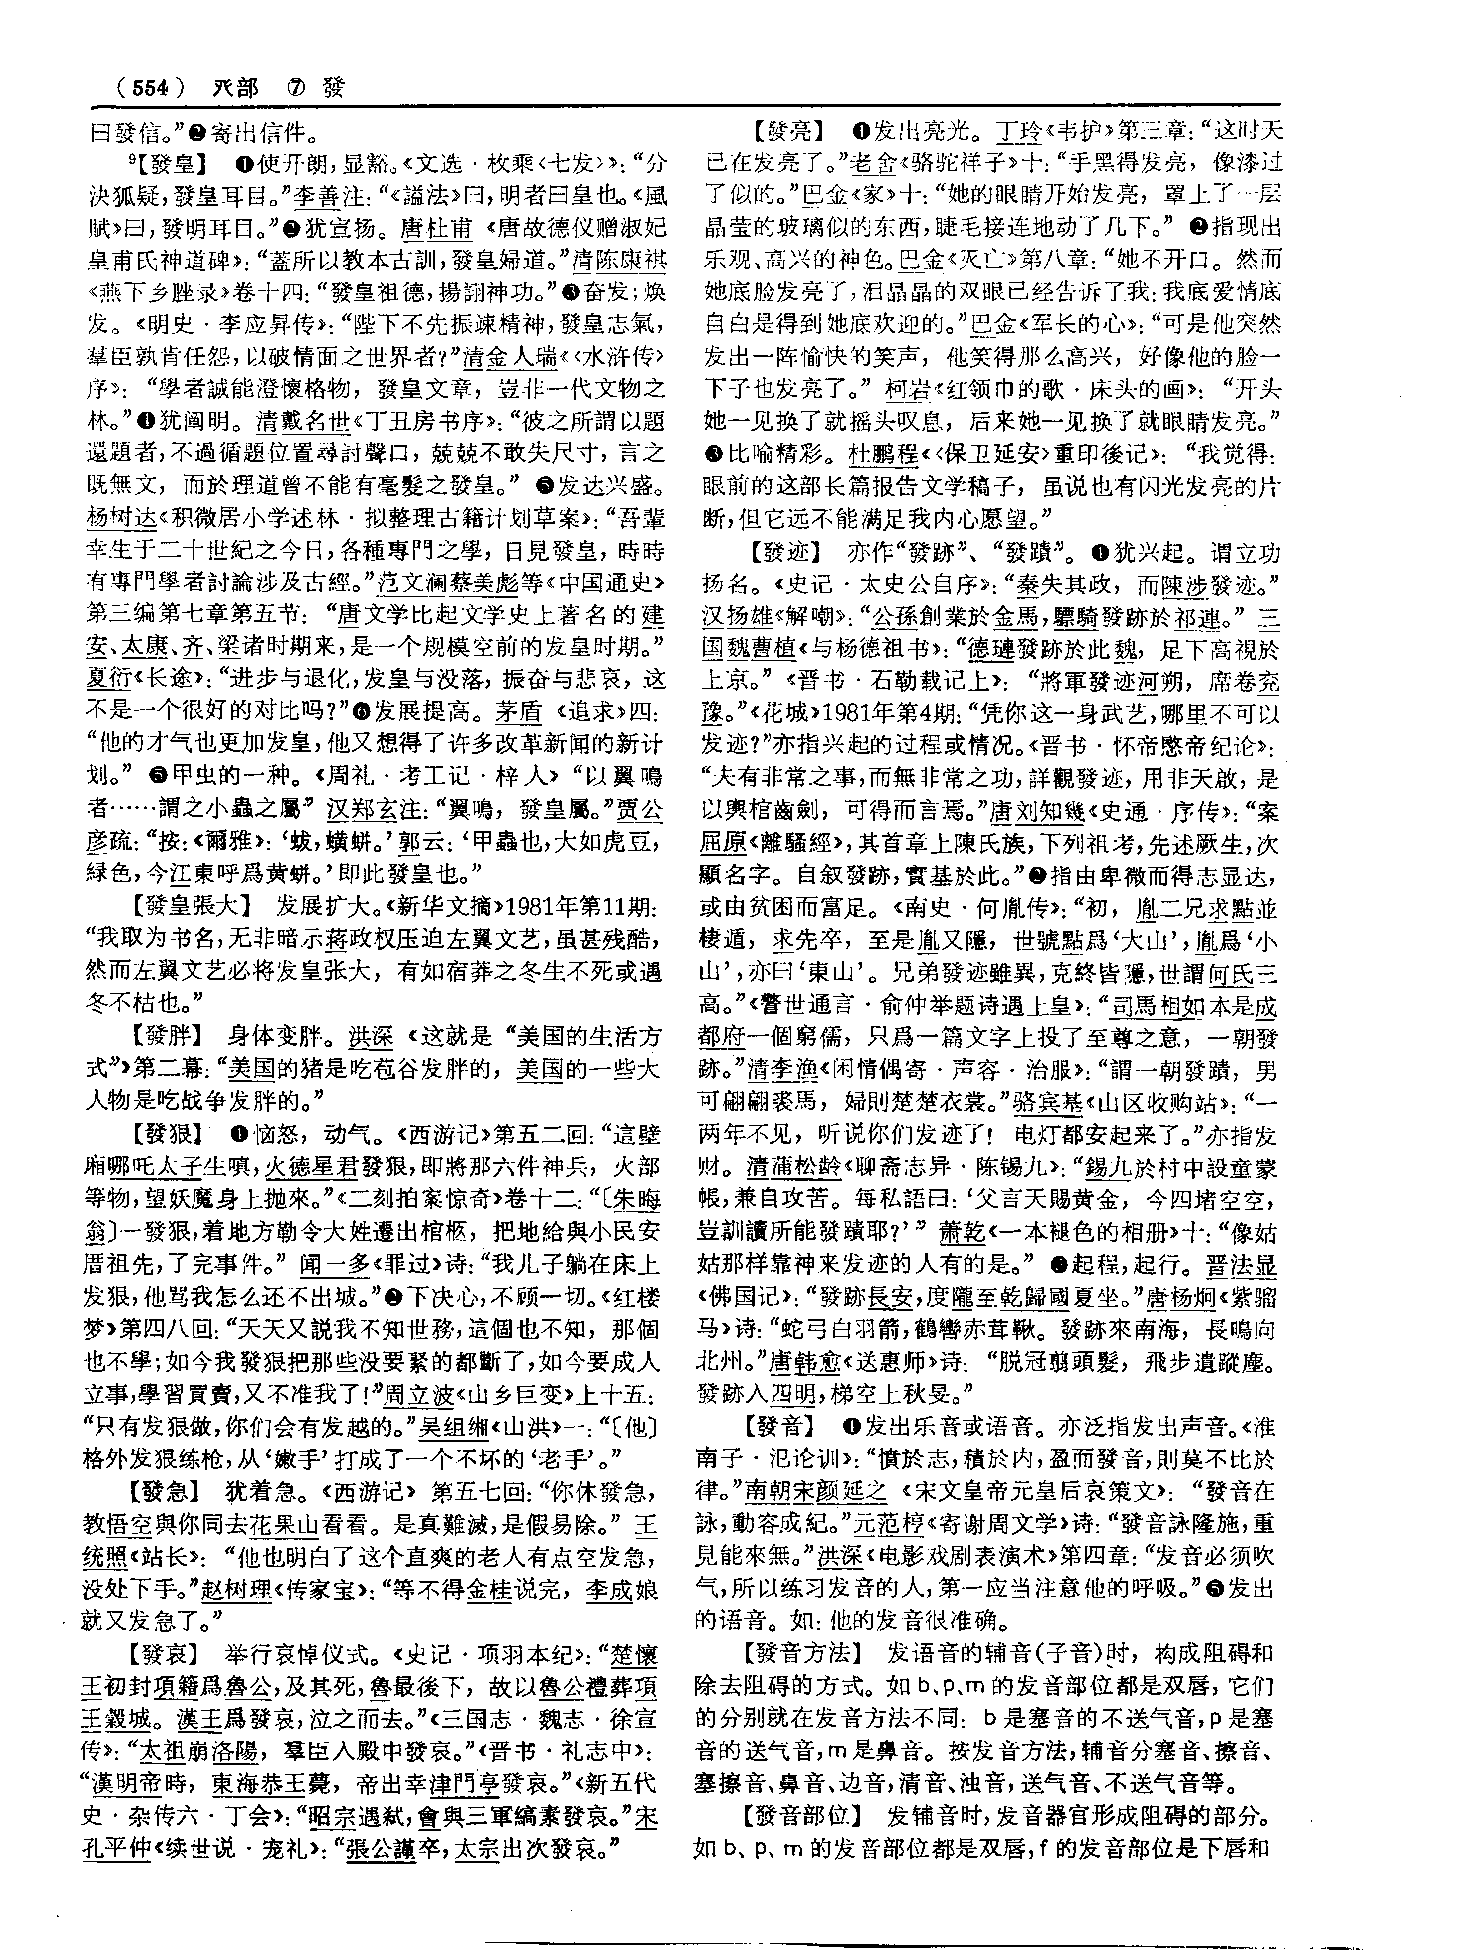 （554） 癶部 ⑦ 發
曰發信。”❷寄出信件。
⁹【發皇】 ❶使开朗，显豁。《文选·枚乘〈七发〉》：“分
决狐疑，發皇耳目。”李善注：“《謚法》曰，明者曰皇也。《風
賦》曰，發明耳目。”❷犹宣扬。唐杜甫《唐故德仪赠淑妃
皇甫氏神道碑》：“蓋所以教本古訓，發皇婦道。”清陈康祺
《燕下乡脞录》卷十四：“發皇祖德，揚詡神功。”❸奋发；焕
发。《明史·李应昇传》：“陛下不先振竦精神，發皇志氣，
羣臣孰肯任怨，以破情面之世界者？”清金人瑞《〈水浒传〉
序》：“學者誠能澄懷格物，發皇文章，豈非一代文物之
林。”❹犹阐明。清戴名世《丁丑房书序》：“彼之所謂以題
還題者，不過循題位置尋討聲口，兢兢不敢失尺寸，言之
既無文，而於理道曾不能有毫髮之發皇。”❺发达兴盛。
杨树达《积微居小学述林·拟整理古籍计划草案》：“吾輩
幸生于二十世紀之今日，各種專門之學，日見發皇，時時
有專門學者討論涉及古經。”范文澜蔡美彪等《中国通史》
第三编第七章第五节：“唐文学比起文学史上著名的建
安、太康、齐、梁诸时期来，是一个规模空前的发皇时期。”
夏衍《长途》：“进步与退化，发皇与没落，振奋与悲哀，这
不是一个很好的对比吗？”❻发展提高。茅盾《追求》四：
“他的才气也更加发皇，他又想得了许多改革新闻的新计
划。”❺甲虫的一种。《周礼·考工记·梓人》“以翼鳴
者……謂之小蟲之屬”汉郑玄注：“翼鳴，發皇屬。”贾公
彦疏：“按：《爾雅》：‘蛂，蟥蛢。’郭云：‘甲蟲也，大如虎豆，
緑色，今江東呼爲黄蛢。’即此發皇也。”
【發皇張大】 发展扩大。《新华文摘》1981年第11期：
“我取为书名，无非暗示蒋政权压迫左翼文艺，虽甚残酷，
然而左翼文艺必将发皇张大，有如宿莽之冬生不死或遇
冬不枯也。”
【發胖】 身体变胖。洪深《这就是“美国的生活方
式”》第二幕：“美国的猪是吃苞谷发胖的，美国的一些大
人物是吃战争发胖的。”
【發狠】 ❶恼怒，动气。《西游记》第五二回：“這壁
廂哪吒太子生嗔，火德星君發狠，即將那六件神兵，火部
等物，望妖魔身上抛來。”《二刻拍案惊奇》卷十二：“〔朱晦
翁〕一發狠，着地方勒令大姓遷出棺柩，把地給與小民安
厝祖先，了完事件。”闻一多《罪过》诗：“我儿子躺在床上
发狠，他骂我怎么还不出城。”❷下决心，不顾一切。《红楼
梦》第四八回：“天天又説我不知世務，這個也不知，那個
也不學；如今我發狠把那些没要緊的都斷了，如今要成人
立事，學習買賣，又不准我了！”周立波《山乡巨变》上十五：
“只有发狠做，你们会有发越的。”吴组缃《山洪》一：“〔他〕
格外发狠练枪，从‘嫩手’打成了一个不坏的‘老手’。”
【發急】 犹着急。《西游记》第五七回：“你休發急，
教悟空與你同去花果山看看。是真難滅，是假易除。”王
统照《站长》：“他也明白了这个直爽的老人有点空发急，
没处下手。”赵树理《传家宝》：“等不得金桂说完，李成娘
就又发急了。”
【發哀】 举行哀悼仪式。《史记·项羽本纪》：“楚懷
王初封項籍爲魯公，及其死，魯最後下，故以魯公禮葬項
王穀城。漢王爲發哀，泣之而去。”《三国志·魏志·徐宣
传》：“太祖崩洛陽，羣臣入殿中發哀。”《晋书·礼志中》：
“漢明帝時，東海恭王薨，帝出幸津門亭發哀。”《新五代
史·杂传六·丁会》：“昭宗遇弑，會與三軍縞素發哀。”宋
孔平仲《续世说·宠礼》：“張公謹卒，太宗出次發哀。”
【發亮】 ❶发出亮光。丁玲《韦护》第三章：“这时天
已在发亮了。”老舍《骆驼祥子》十：“手黑得发亮，像漆过
了似的。”巴金《家》十：“她的眼睛开始发亮，罩上了一层
晶莹的玻璃似的东西，睫毛接连地动了几下。”❷指现出
乐观、高兴的神色。巴金《灭亡》第八章：“她不开口。然而
她底脸发亮了，泪晶晶的双眼已经告诉了我：我底爱情底
自白是得到她底欢迎的。”巴金《军长的心》：“可是他突然
发出一阵愉快的笑声，他笑得那么高兴，好像他的脸一
下子也发亮了。”柯岩《红领巾的歌·床头的画》：“开头
她一见换了就摇头叹息，后来她一见换了就眼睛发亮。”
❸比喻精彩。杜鹏程《〈保卫延安〉重印後记》：“我觉得：
眼前的这部长篇报告文学稿子，虽说也有闪光发亮的片
断，但它远不能满足我内心愿望。”
【發迹】 亦作“發跡”、“發蹟”。❶犹兴起。谓立功
扬名。《史记·太史公自序》：“秦失其政，而陳涉發迹。”
汉扬雄《解嘲》：“公孫創業於金馬，驃騎發跡於祁連。”三
国魏曹植《与杨德祖书》：“德璉發跡於此魏，足下高視於
上京。”《晋书·石勒载记上》：“將軍發迹河朔，席卷兖
豫。”《花城》1981年第4期：“凭你这一身武艺，哪里不可以
发迹？”亦指兴起的过程或情况。《晋书·怀帝愍帝纪论》：
“夫有非常之事，而無非常之功，詳觀發迹，用非天啟，是
以輿棺齒劍，可得而言焉。”唐刘知幾《史通·序传》：“案
屈原《離騷經》，其首章上陳氏族，下列祖考，先述厥生，次
顯名字。自叙發跡，實基於此。”❷指由卑微而得志显达，
或由贫困而富足。《南史·何胤传》：“初，胤二兄求點並
棲遁，求先卒，至是胤又隱，世號點爲‘大山’，胤爲‘小
山’，亦曰‘東山’。兄弟發迹雖異，克終皆隱，世謂何氏三
高。”《警世通言·俞仲举题诗遇上皇》：“司馬相如本是成
都府一個窮儒，只爲一篇文字上投了至尊之意，一朝發
跡。”清李渔《闲情偶寄·声容·治服》：“謂一朝發蹟，男
可翩翩裘馬，婦則楚楚衣裳。”骆宾基《山区收购站》：“一
两年不见，听说你们发迹了！电灯都安起来了。”亦指发
财。清蒲松龄《聊斋志异·陈锡九》：“錫九於村中設童蒙
帳，兼自攻苦。每私語曰：‘父言天賜黄金，今四堵空空，
豈訓讀所能發蹟耶？’”萧乾《一本褪色的相册》十：“像姑
姑那样靠神来发迹的人有的是。”❸起程，起行。晋法显
《佛国记》：“發跡長安，度隴至乾歸國夏坐。”唐杨炯《紫骝
马》诗：“蛇弓白羽箭，鶴轡赤茸鞦。發跡來南海，長鳴向
北州。”唐韩愈《送惠师》诗：“脱冠翦頭髮，飛步遺蹤塵。
發跡入四明，梯空上秋旻。”
【發音】 ❶发出乐音或语音。亦泛指发出声音。《淮
南子·氾论训》：“憤於志，積於内，盈而發音，則莫不比於
律。”南朝宋颜延之《宋文皇帝元皇后哀策文》：“發音在
詠，動容成紀。”元范梈《寄谢周文学》诗：“發音詠隆施，重
見能來無。”洪深《电影戏剧表演术》第四章：“发音必须吹
气，所以练习发音的人，第一应当注意他的呼吸。”❺发出
的语音。如：他的发音很准确。
【發音方法】 发语音的辅音（子音）时，构成阻碍和
除去阻碍的方式。如b、p、m的发音部位都是双唇，它们
的分别就在发音方法不同：b是塞音的不送气音，p是塞
音的送气音，m是鼻音。按发音方法，辅音分塞音、擦音、
塞擦音、鼻音、边音，清音、浊音，送气音、不送气音等。
【發音部位】 发辅音时，发音器官形成阻碍的部分。
如b、p、m的发音部位都是双唇，f的发音部位是下唇和